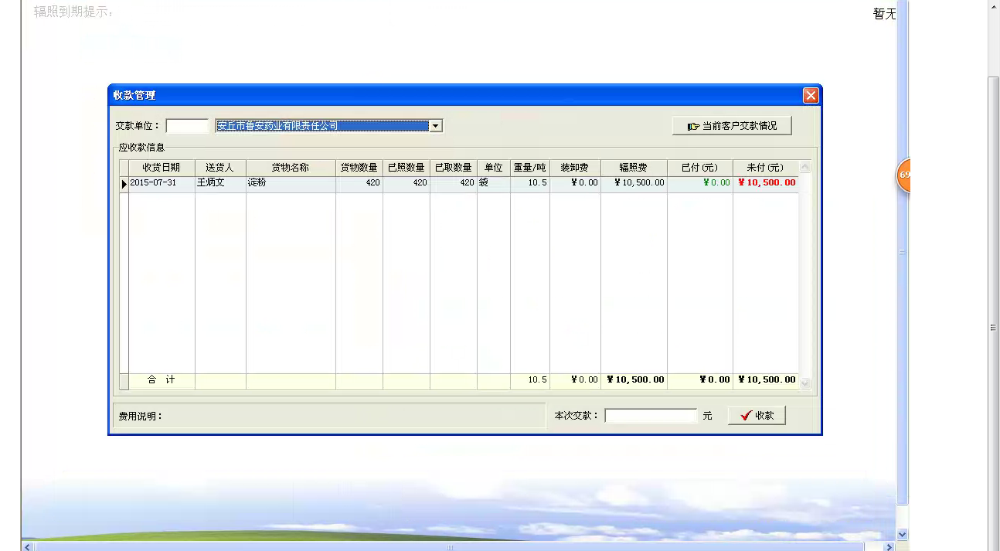 辐照到期提示：
暂无
收款管理
交款单位： 安丘市鲁安药业有限责任公司 当前客户交款情况
应收款信息
收货日期 送货人 货物名称 货物数量 已照数量 已取数量 单位 重量/吨 装卸费 辐照费 已付(元) 未付(元)
2015-07-31 王炳文 淀粉 420 420 420 袋 10.5 ￥0.00 ￥10,500.00 ￥0.00 ￥10,500.00
69
合 计 10.5 ￥0.00 ￥10,500.00 ￥0.00 ￥10,500.00
费用说明： 本次交款： 元 收款